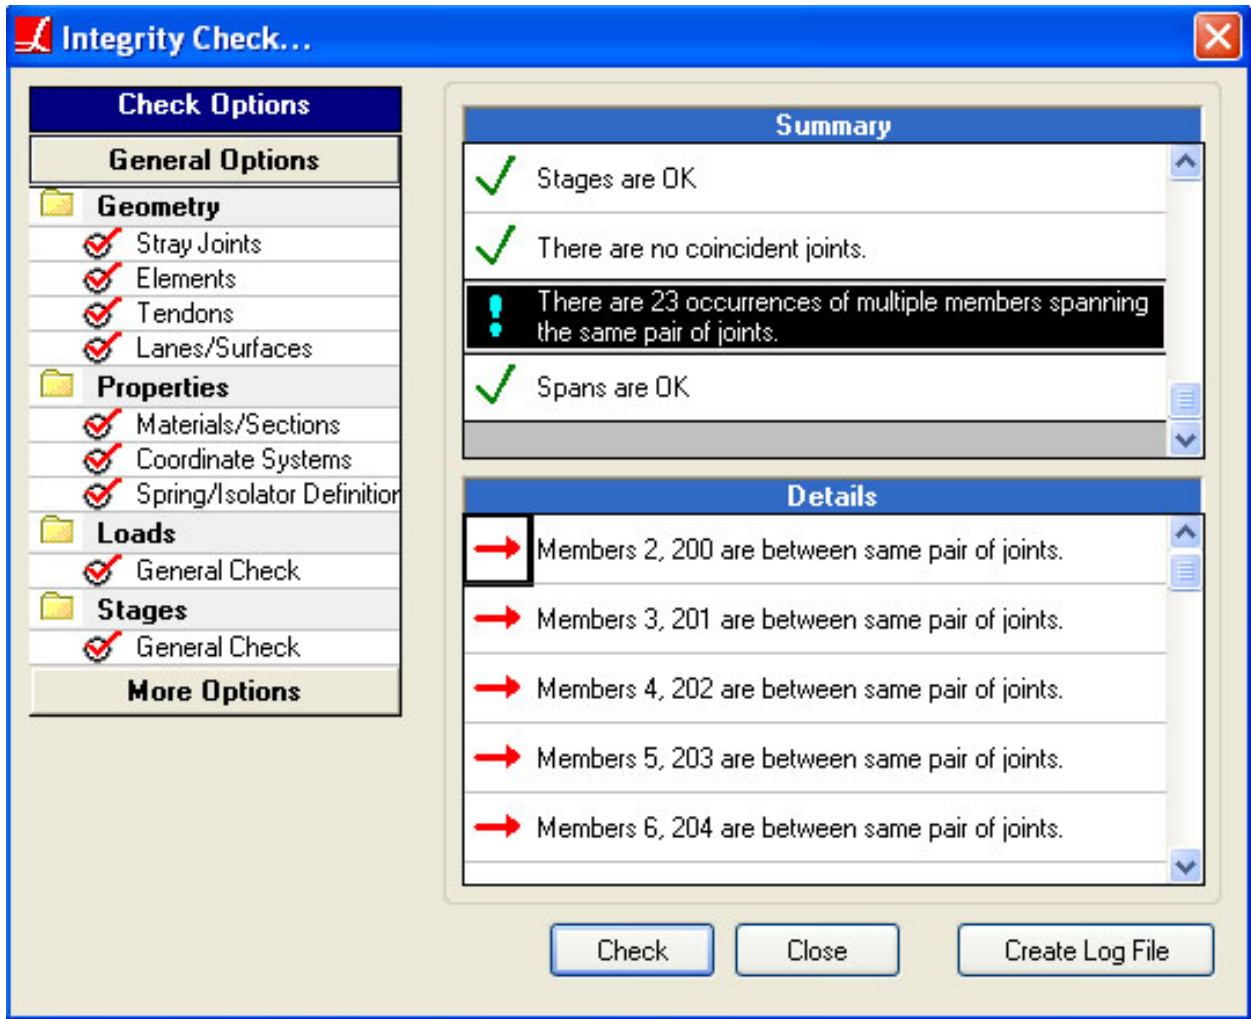 Integrity Check...
Check Options
General Options
Geometry
Stray Joints
Elements
Tendons
Lanes/Surfaces
Properties
Materials/Sections
Coordinate Systems
Spring/Isolator Definition
Loads
General Check
Stages
General Check
More Options
Summary
Stages are OK
There are no coincident joints.
There are 23 occurrences of multiple members spanning
the same pair of joints.
Spans are OK
Details
Members 2, 200 are between same pair of joints.
Members 3, 201 are between same pair of joints.
Members 4, 202 are between same pair of joints.
Members 5, 203 are between same pair of joints.
Members 6, 204 are between same pair of joints.
Check
Close
Create Log File